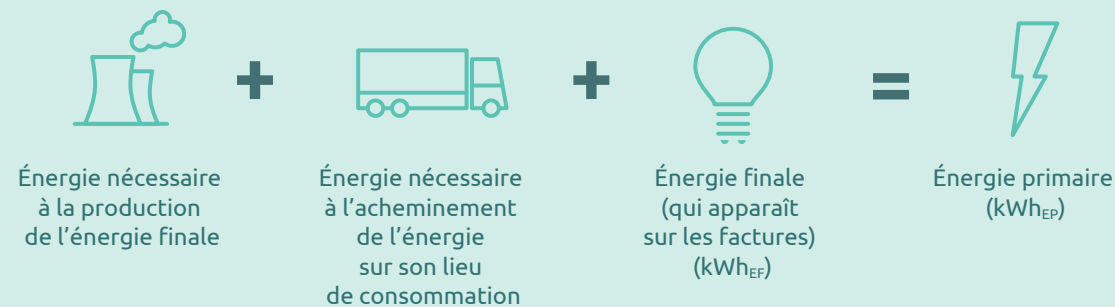 +
+
=
Énergie nécessaire
à la production
de l’énergie finale
Énergie nécessaire
à l’acheminement
de l’énergie
sur son lieu
de consommation
Énergie finale
(qui apparaît
sur les factures)
(kWhEF)
Énergie primaire
(kWhEP)